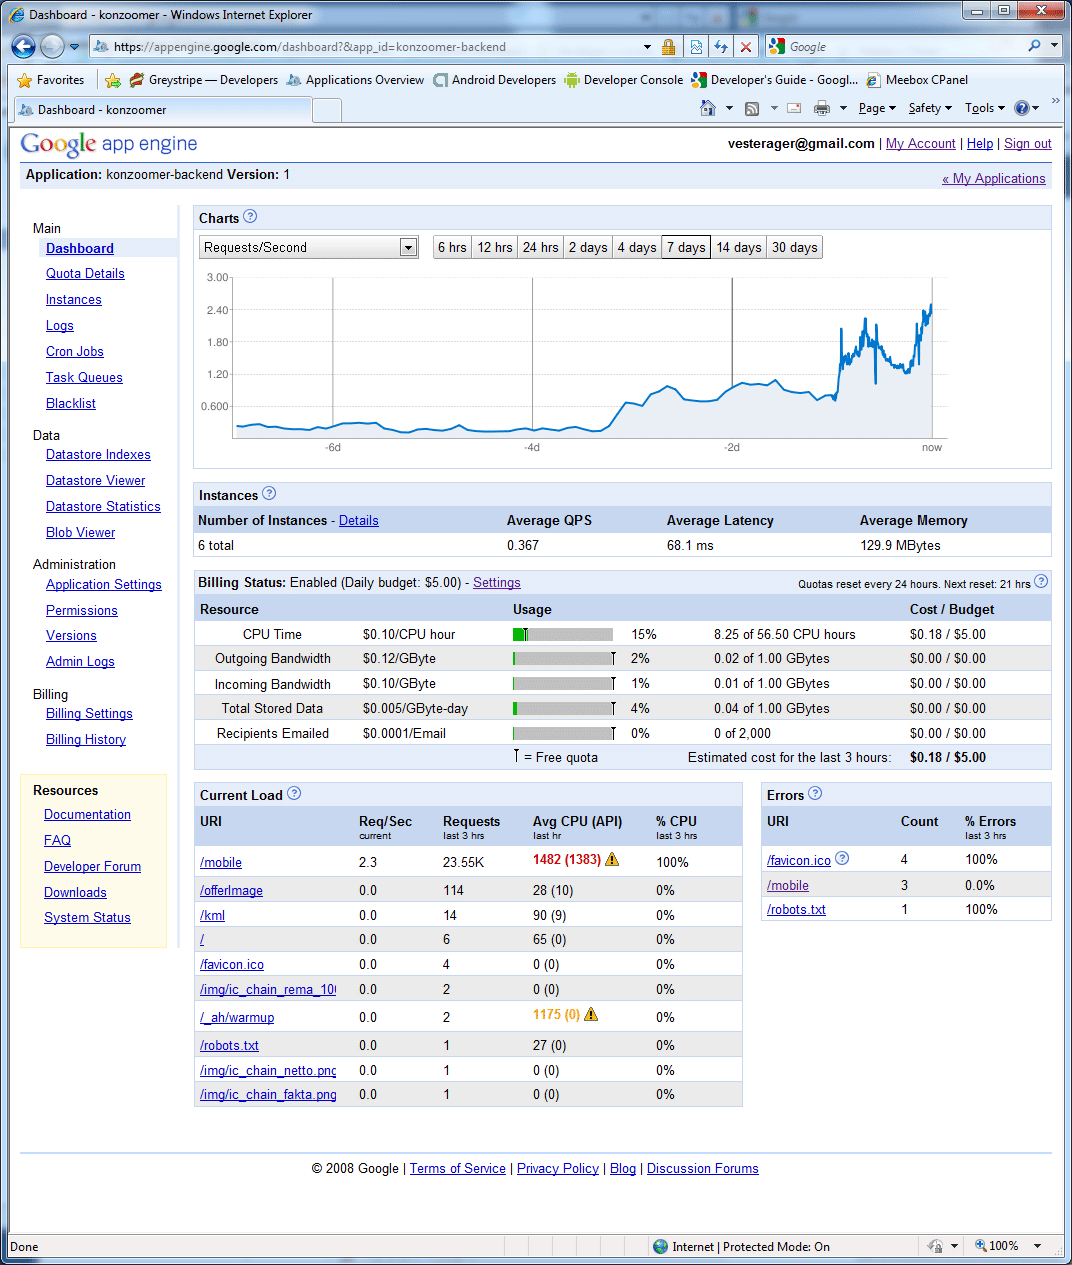 Dashboard - konzoomer - Windows Internet Explorer
https://appengine.google.com/dashboard?&app_id=konzoomer-backend
Google
Favorites Greystripe — Developers Applications Overview Android Developers Developer Console Developer's Guide - Googl... Meebox CPanel
Dashboard - konzoomer
Page Safety Tools
Google app engine
vesterager@gmail.com | My Account | Help | Sign out
Application: konzoomer-backend Version: 1
« My Applications
Main
Dashboard
Quota Details
Instances
Logs
Cron Jobs
Task Queues
Blacklist
Data
Datastore Indexes
Datastore Viewer
Datastore Statistics
Blob Viewer
Administration
Application Settings
Permissions
Versions
Admin Logs
Billing
Billing Settings
Billing History
Resources
Documentation
FAQ
Developer Forum
Downloads
System Status
Charts ?
Requests/Second 6 hrs 12 hrs 24 hrs 2 days 4 days 7 days 14 days 30 days
3.00
2.40
1.80
1.20
0.600
-6d -4d -2d now
Instances ?
Number of Instances - Details Average QPS Average Latency Average Memory
6 total 0.367 68.1 ms 129.9 MBytes
Billing Status: Enabled (Daily budget: $5.00) - Settings Quotas reset every 24 hours. Next reset: 21 hrs ?
Resource Usage Cost / Budget
CPU Time $0.10/CPU hour 15% 8.25 of 56.50 CPU hours $0.18 / $5.00
Outgoing Bandwidth $0.12/GByte 2% 0.02 of 1.00 GBytes $0.00 / $0.00
Incoming Bandwidth $0.10/GByte 1% 0.01 of 1.00 GBytes $0.00 / $0.00
Total Stored Data $0.005/GByte-day 4% 0.04 of 1.00 GBytes $0.00 / $0.00
Recipients Emailed $0.0001/Email 0% 0 of 2,000 $0.00 / $0.00
= Free quota Estimated cost for the last 3 hours: $0.18 / $5.00
Current Load ?
URI Req/Sec Requests Avg CPU (API) % CPU
current last 3 hrs last hr last 3 hrs
/mobile 2.3 23.55K 1482 (1383) 100%
/offerImage 0.0 114 28 (10) 0%
/kml 0.0 14 90 (9) 0%
/ 0.0 6 65 (0) 0%
/favicon.ico 0.0 4 0 (0) 0%
/img/ic_chain_rema_10 0.0 2 0 (0) 0%
/_ah/warmup 0.0 2 1175 (0) 0%
/robots.txt 0.0 1 27 (0) 0%
/img/ic_chain_netto.png 0.0 1 0 (0) 0%
/img/ic_chain_fakta.png 0.0 1 0 (0) 0%
Errors ?
URI Count % Errors
last 3 hrs
/favicon.ico ? 4 100%
/mobile 3 0.0%
/robots.txt 1 100%
© 2008 Google | Terms of Service | Privacy Policy | Blog | Discussion Forums
Done Internet | Protected Mode: On 100%